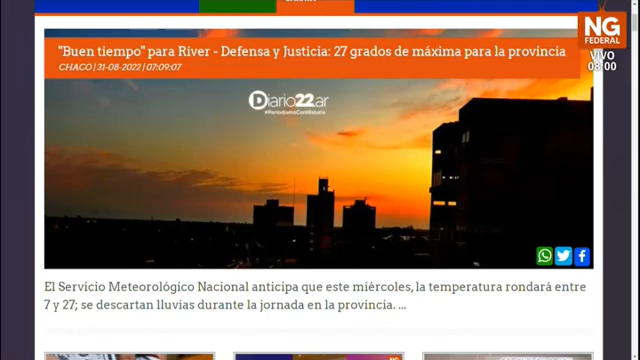 NG
FEDERAL
VIVO
08:00
"Buen tiempo" para River - Defensa y Justicia: 27 grados de máxima para la provincia
CHACO | 31-08-2022 | 07:09:07
Diario22.ar
#PeriodismoConHistoria
El Servicio Meteorológico Nacional anticipa que este miércoles, la temperatura rondará entre
7 y 27; se descartan lluvias durante la jornada en la provincia. ...
NG